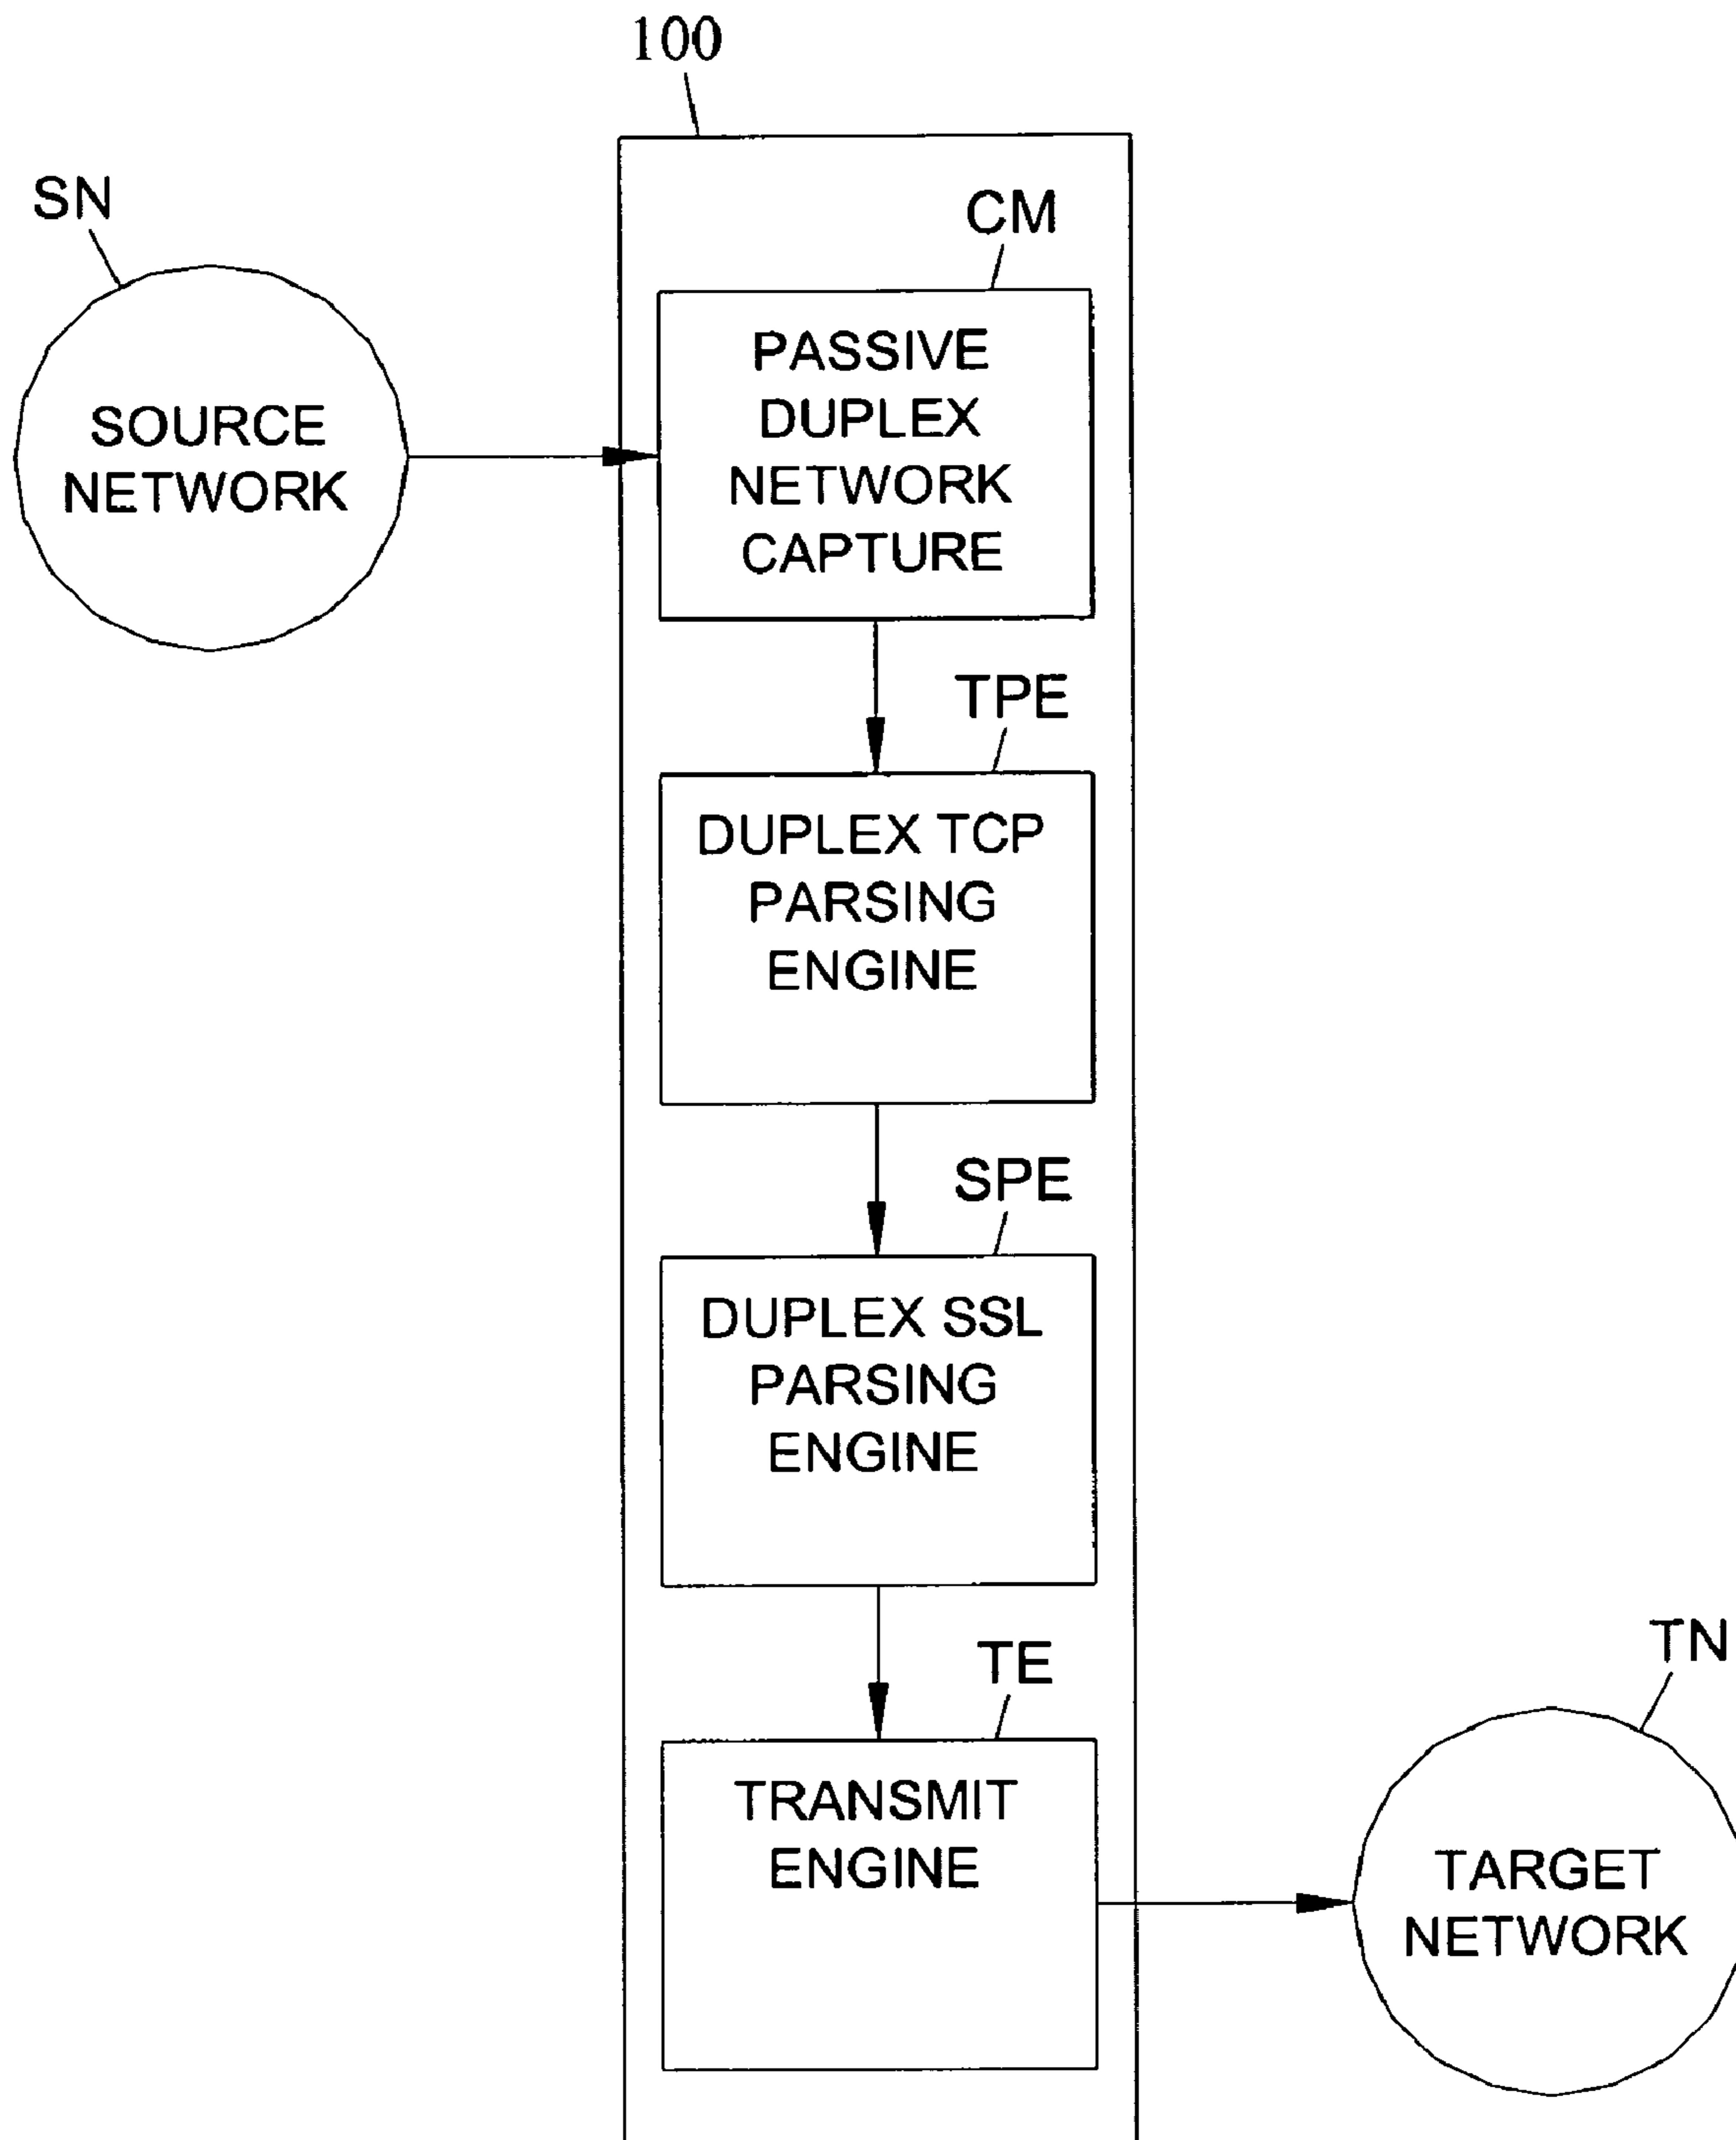 100
SN
CM
SOURCE
NETWORK
PASSIVE
DUPLEX
NETWORK
CAPTURE
TPE
DUPLEX TCP
PARSING
ENGINE
SPE
DUPLEX SSL
PARSING
ENGINE
TE
TRANSMIT
ENGINE
TN
TARGET
NETWORK